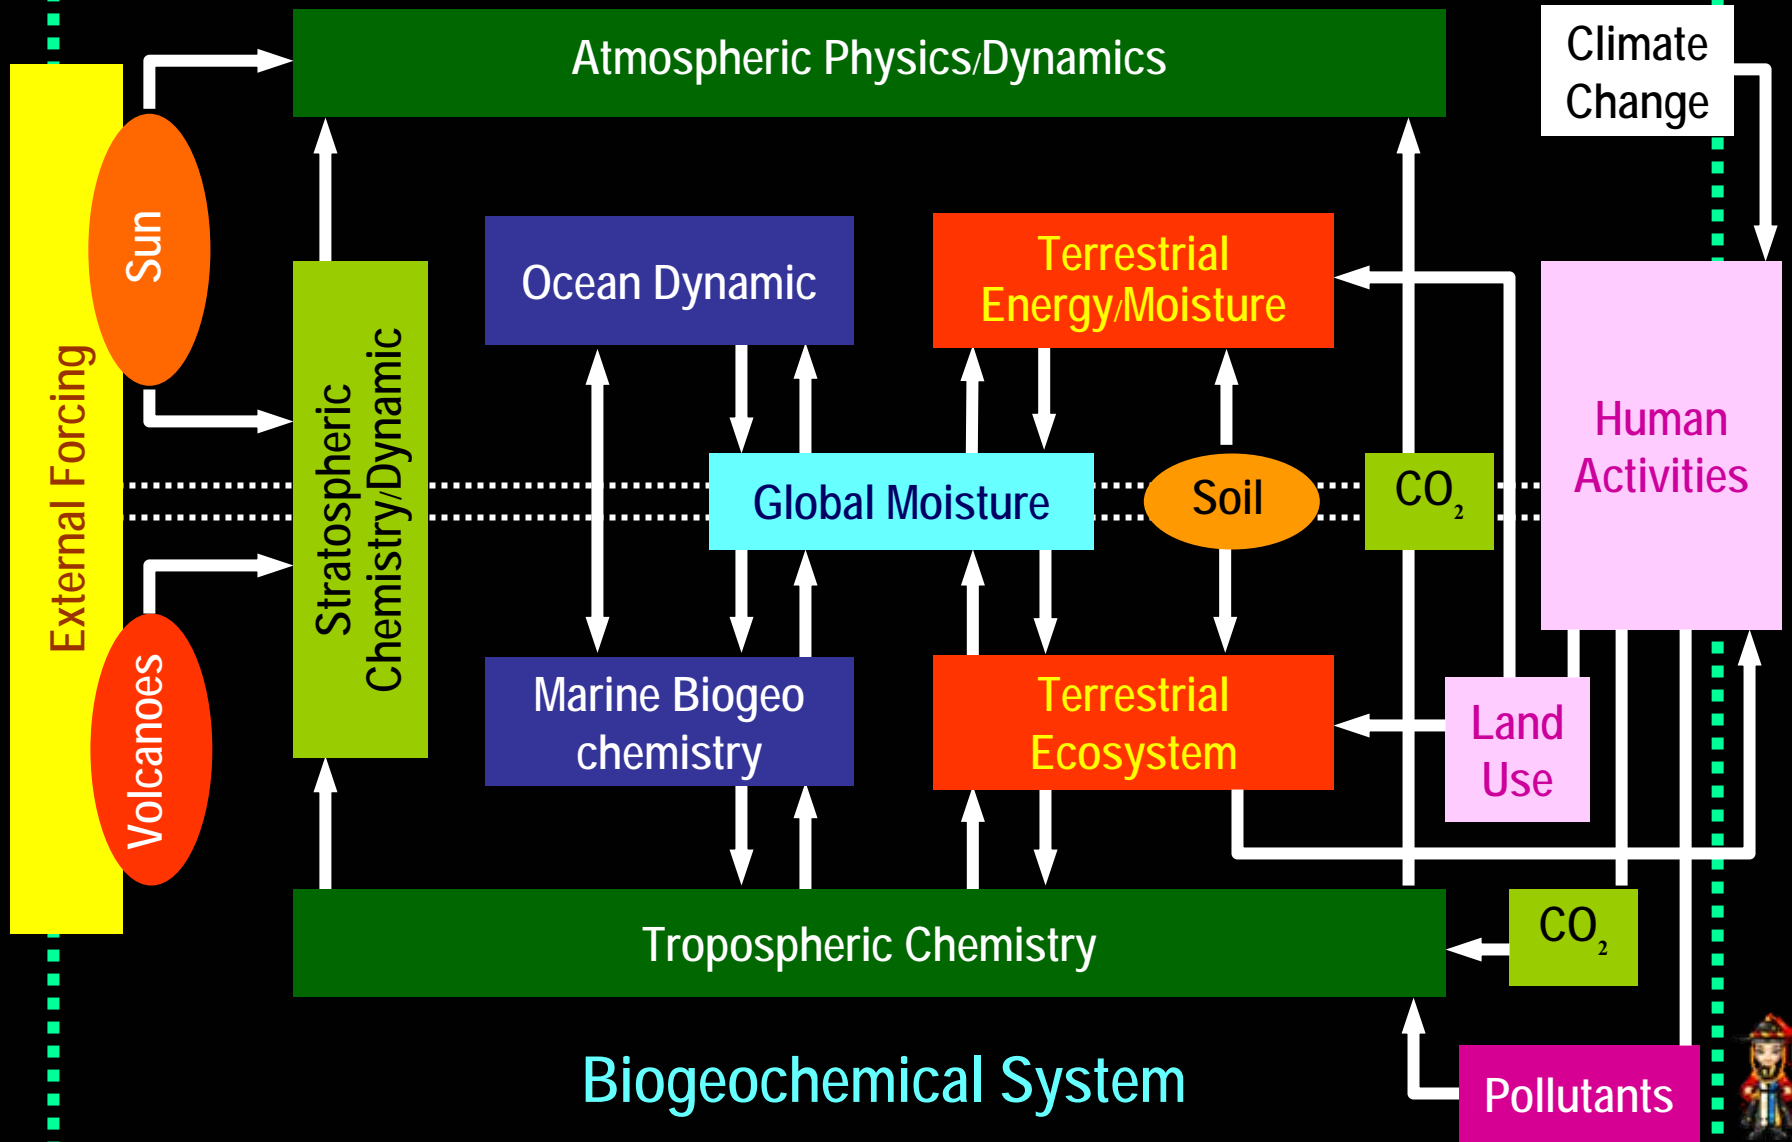 Atmospheric Physics/Dynamics
Climate
Change
Sun
External Forcing
Volcanoes
Stratospheric
Chemistry/Dynamic
Ocean Dynamic
Terrestrial
Energy/Moisture
Human
Activities
Global Moisture
Soil
CO₂
Marine Biogeo
chemistry
Terrestrial
Ecosystem
Land
Use
Tropospheric Chemistry
CO₂
Biogeochemical System
Pollutants